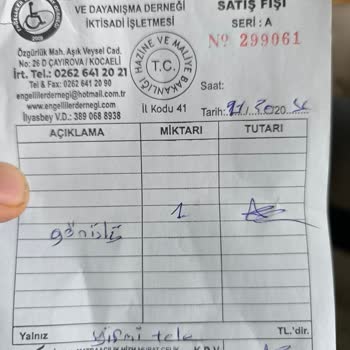 VE DAYANIŞMA DERNEĞİ
İKTİSADİ İŞLETMESİ
SATIŞ FİŞİ
SERİ : A
Nº 299061
Özgürlük Mah. Aşık Veysel Cad.
No: 26 D ÇAYIROVA / KOCAELİ
İrt. Tel.: 0262 641 20 21
Tel & Fax: 0262 641 20 90
engellilerdernegi@hotmail.com.tr
www.engellilerdernegi.com
İlyasbey V.D.: 389 068 8938
HAZİNE VE MALİYE BAKANLIĞI
T.C.
İl Kodu 41
Saat:
Tarih:
AÇIKLAMA MİKTARI TUTARI
1
Yalnız TL.'dir.